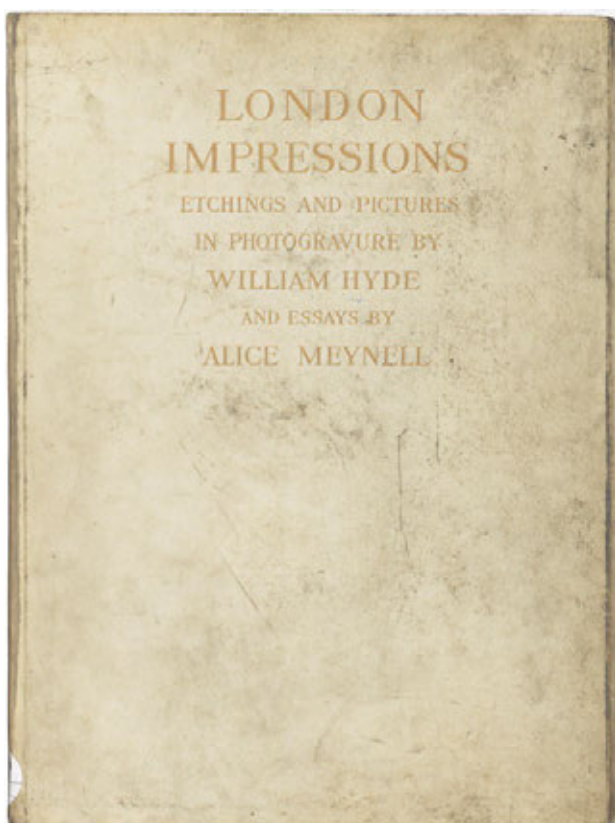 LONDON
IMPRESSIONS
ETCHINGS AND PICTURES
IN PHOTOGRAVURE BY
WILLIAM HYDE
AND ESSAYS BY
ALICE MEYNELL